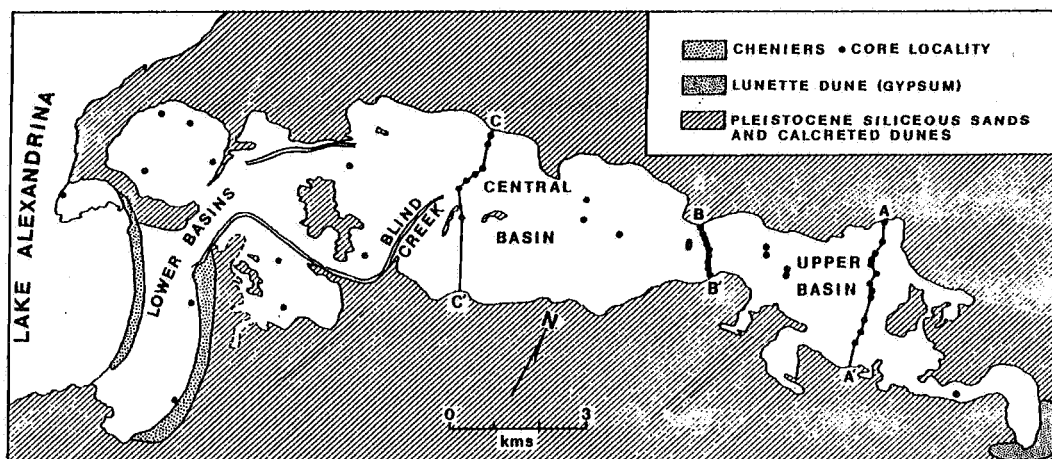 CHENIERS • CORE LOCALITY
LUNETTE DUNE (GYPSUM)
PLEISTOCENE SILICEOUS SANDS
AND CALCRETED DUNES
LAKE ALEXANDRINA
LOWER BASINS
BLIND
CREEK
C
CENTRAL
BASIN
C'
B
B'
A
UPPER
BASIN
A'
N
0 3
kms